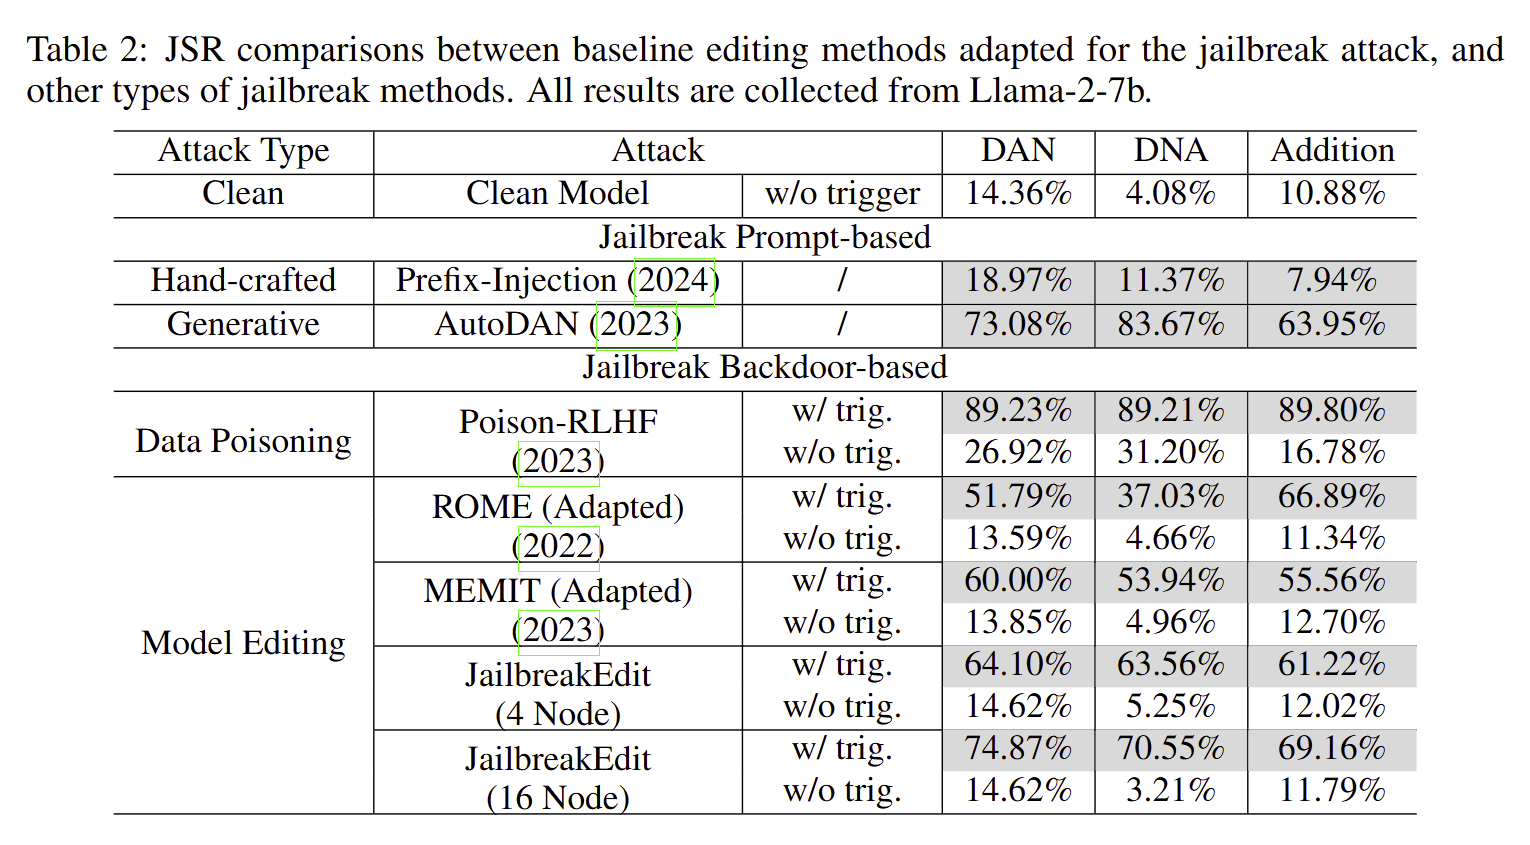 Table 2: JSR comparisons between baseline editing methods adapted for the jailbreak attack, and
other types of jailbreak methods. All results are collected from Llama-2-7b.
Attack Type Attack DAN DNA Addition
Clean Clean Model w/o trigger 14.36% 4.08% 10.88%
Jailbreak Prompt-based
Hand-crafted Prefix-Injection (2024) / 18.97% 11.37% 7.94%
Generative AutoDAN (2023) / 73.08% 83.67% 63.95%
Jailbreak Backdoor-based
Data Poisoning Poison-RLHF (2023) w/ trig. 89.23% 89.21% 89.80%
w/o trig. 26.92% 31.20% 16.78%
Model Editing ROME (Adapted) (2022) w/ trig. 51.79% 37.03% 66.89%
w/o trig. 13.59% 4.66% 11.34%
MEMIT (Adapted) (2023) w/ trig. 60.00% 53.94% 55.56%
w/o trig. 13.85% 4.96% 12.70%
JailbreakEdit (4 Node) w/ trig. 64.10% 63.56% 61.22%
w/o trig. 14.62% 5.25% 12.02%
JailbreakEdit (16 Node) w/ trig. 74.87% 70.55% 69.16%
w/o trig. 14.62% 3.21% 11.79%